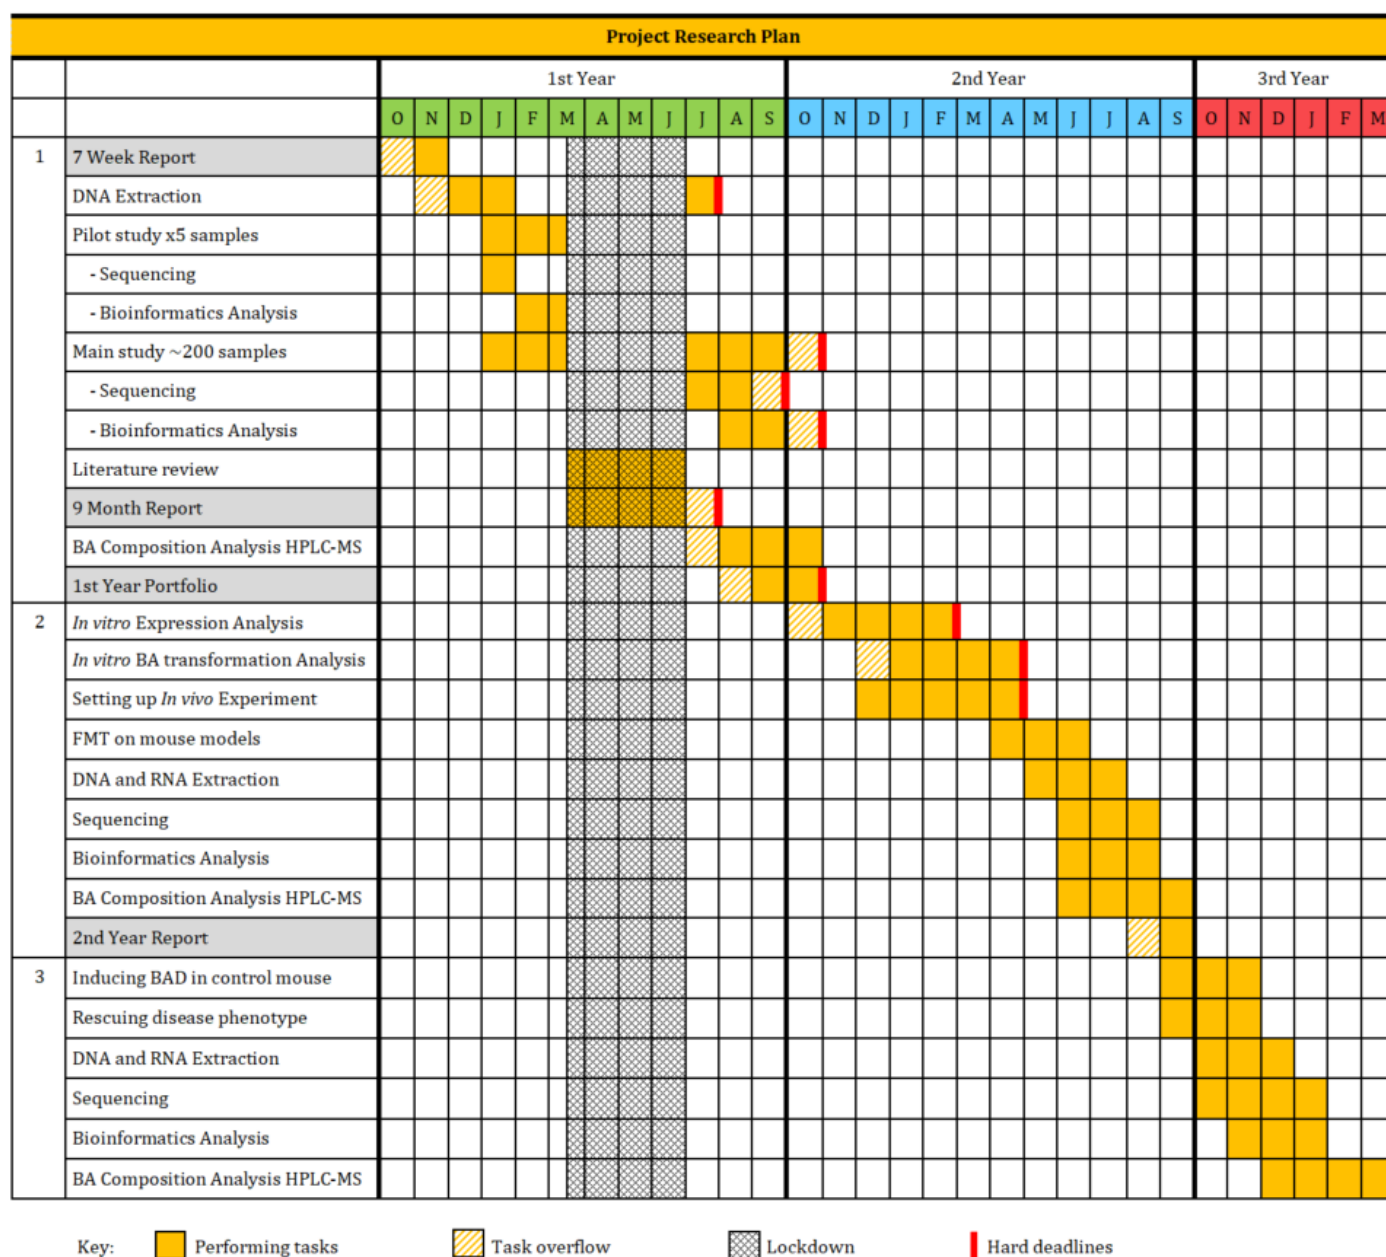 Project Research Plan
1st Year 2nd Year 3rd Year
O N D J F M A M J J A S O N D J F M A M J J A S O N D J F M
1 7 Week Report
DNA Extraction
Pilot study x5 samples
- Sequencing
- Bioinformatics Analysis
Main study ~200 samples
- Sequencing
- Bioinformatics Analysis
Literature review
9 Month Report
BA Composition Analysis HPLC-MS
1st Year Portfolio
2 In vitro Expression Analysis
In vitro BA transformation Analysis
Setting up In vivo Experiment
FMT on mouse models
DNA and RNA Extraction
Sequencing
Bioinformatics Analysis
BA Composition Analysis HPLC-MS
2nd Year Report
3 Inducing BAD in control mouse
Rescuing disease phenotype
DNA and RNA Extraction
Sequencing
Bioinformatics Analysis
BA Composition Analysis HPLC-MS
Key: Performing tasks Task overflow Lockdown Hard deadlines